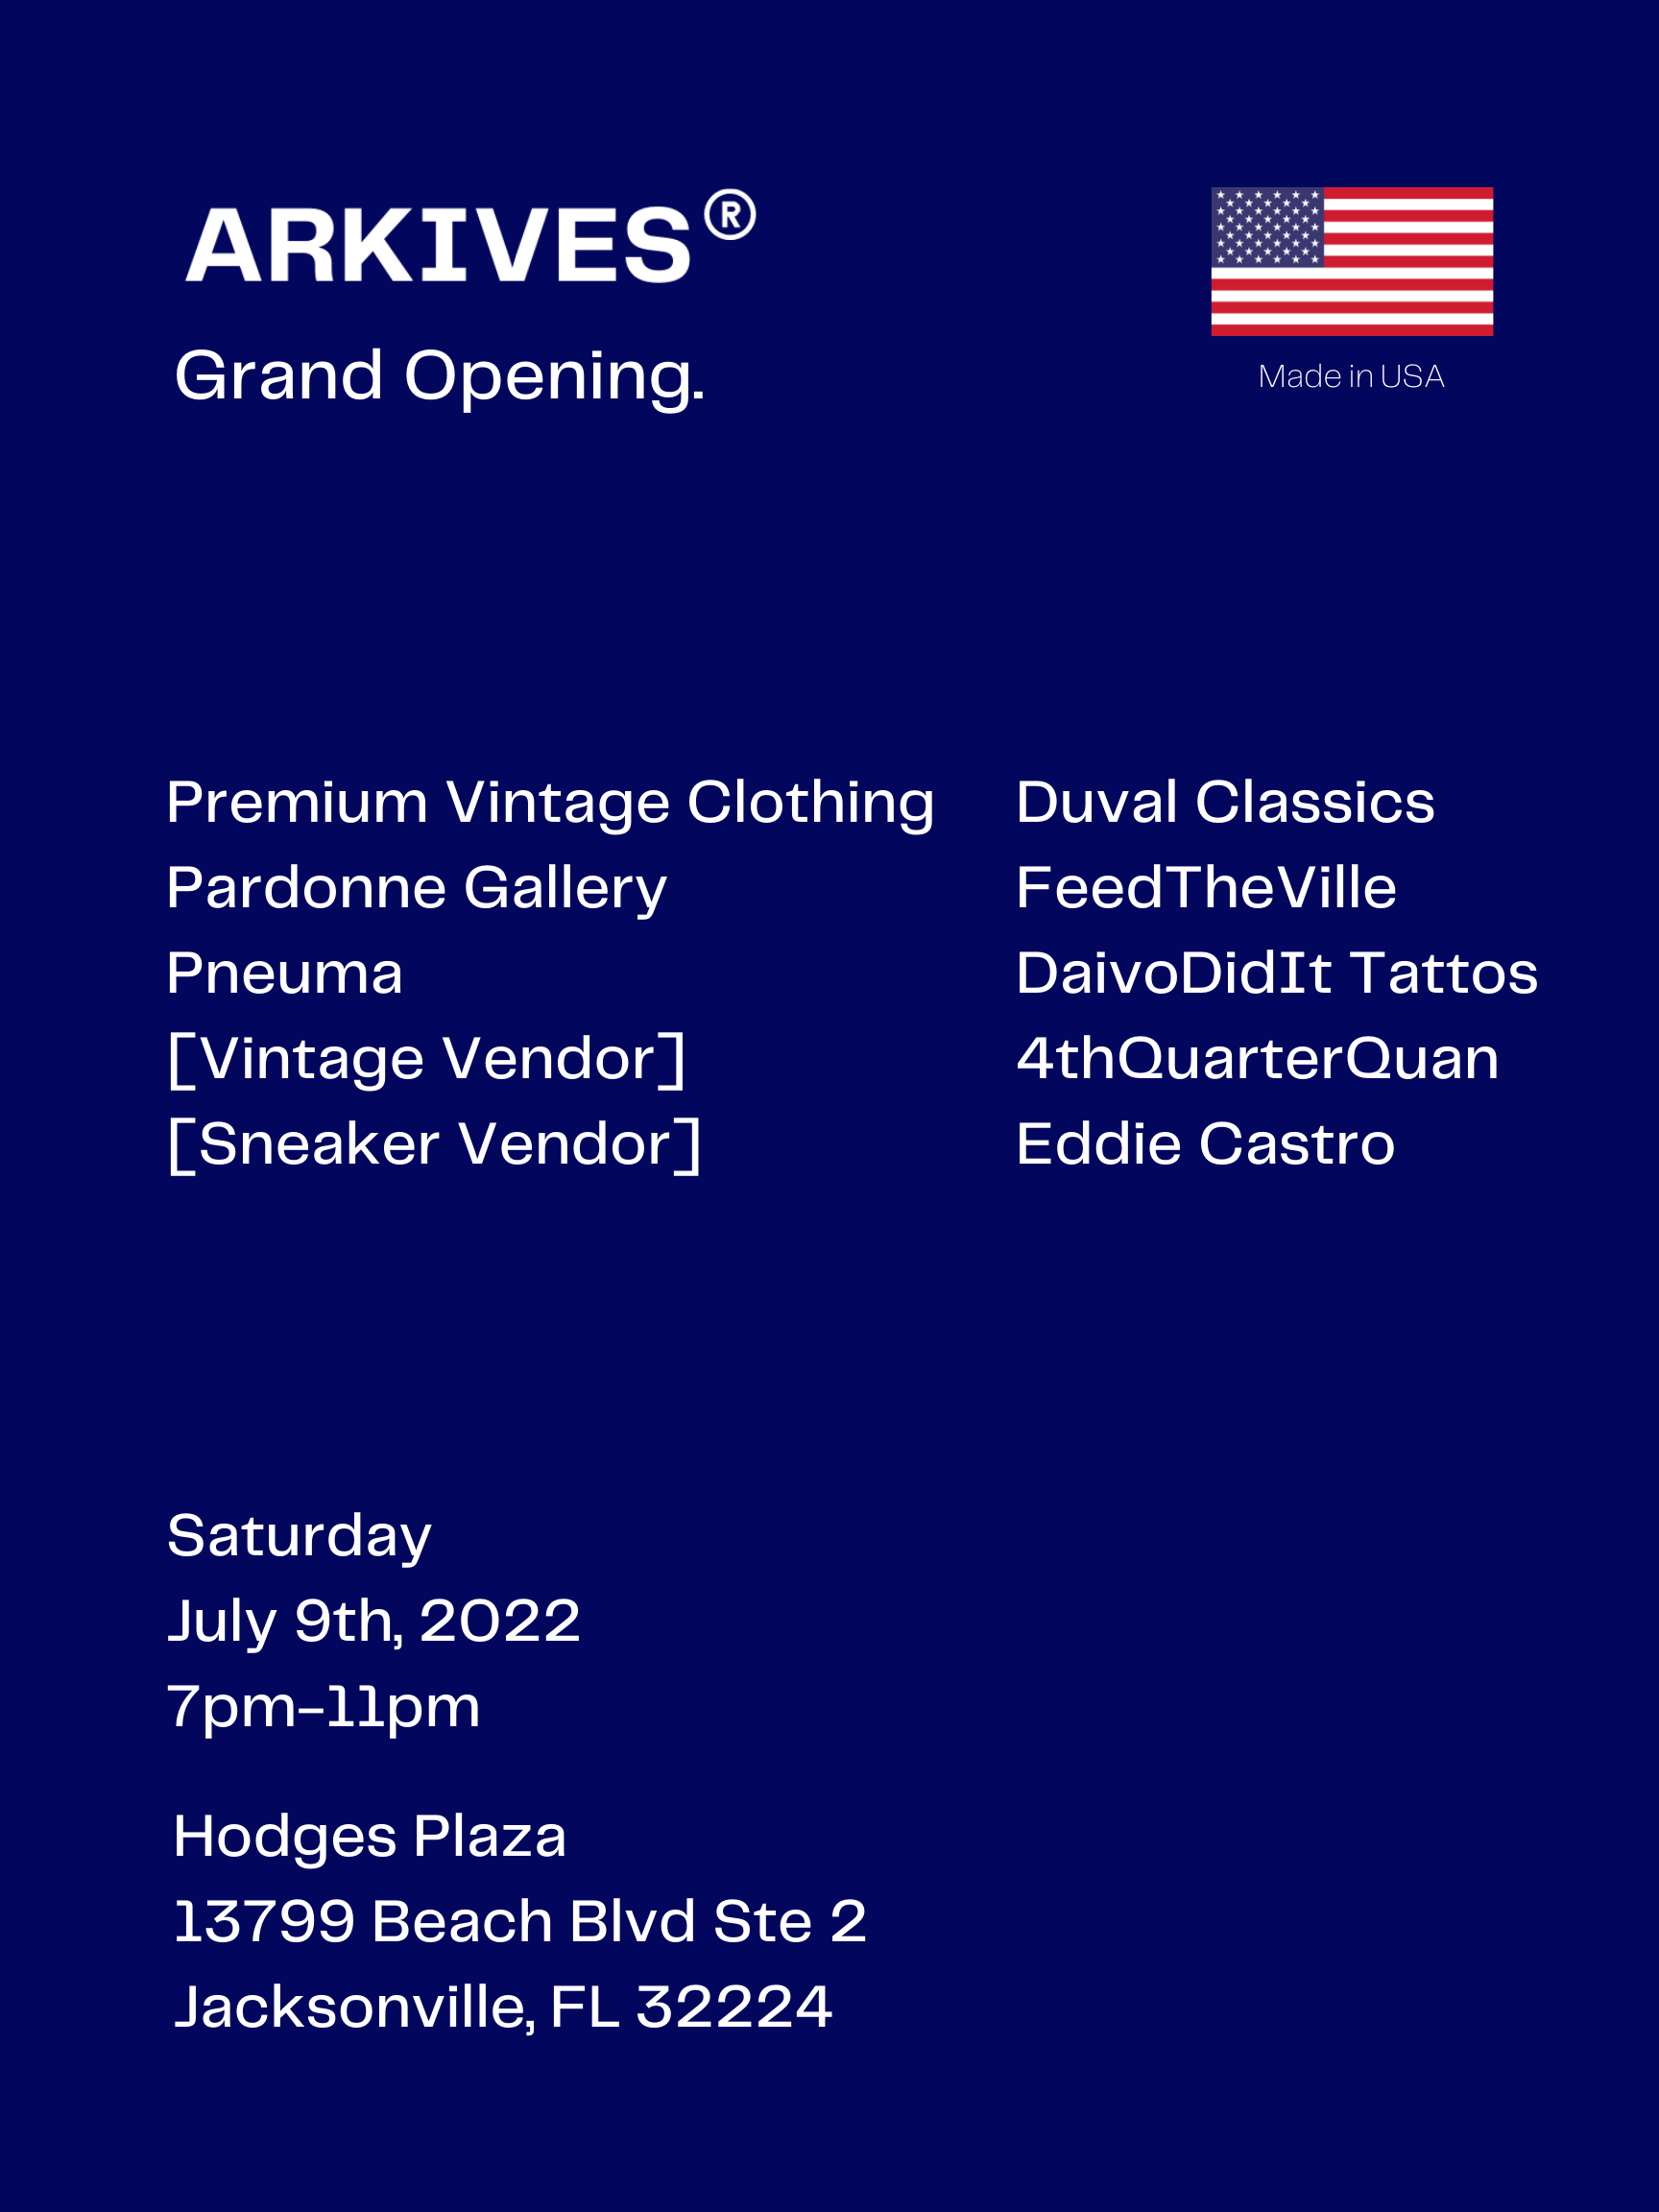 ARKIVES®
Grand Opening.
Made in USA
Premium Vintage Clothing
Pardonne Gallery
Pneuma
[Vintage Vendor]
[Sneaker Vendor]
Duval Classics
FeedTheVille
DaivoDidIt Tattos
4thQuarterQuan
Eddie Castro
Saturday
July 9th, 2022
7pm-11pm
Hodges Plaza
13799 Beach Blvd Ste 2
Jacksonville, FL 32224